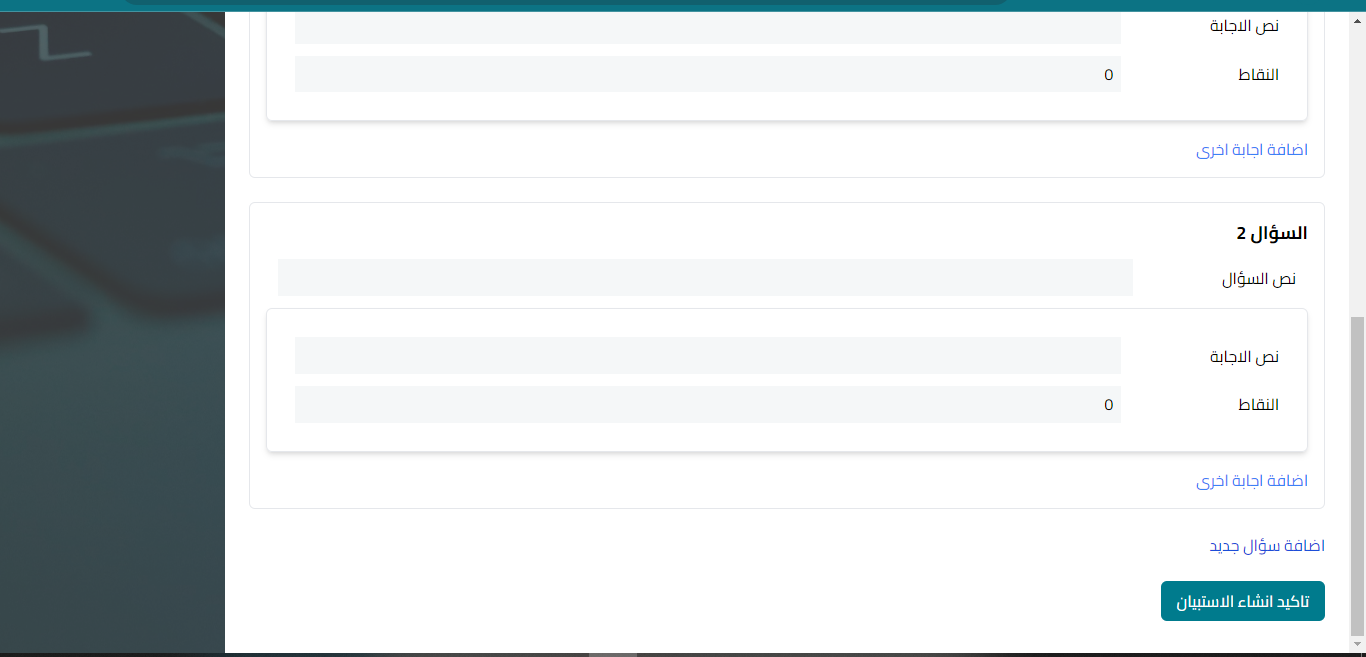 نص الاجابة
النقاط 0
اضافة اجابة اخرى
السؤال 2
نص السؤال
نص الاجابة
النقاط 0
اضافة اجابة اخرى
اضافة سؤال جديد
تاكيد انشاء الاستبيان